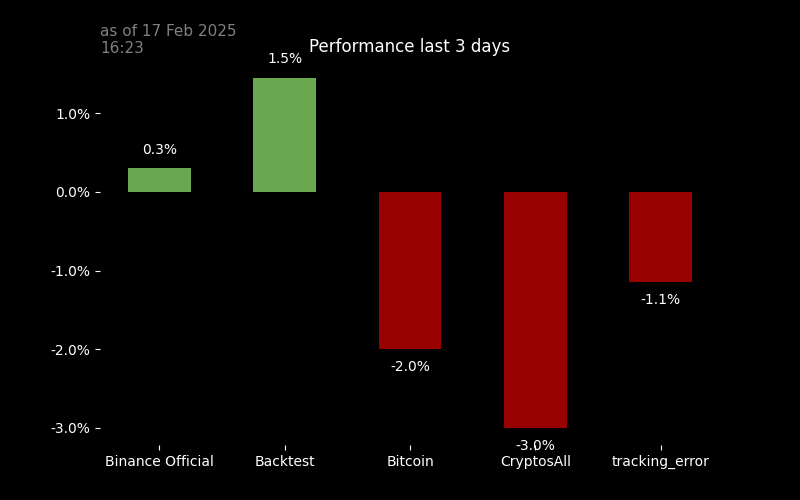 as of 17 Feb 2025
16:23
Performance last 3 days
1.5%
1.0%
0.3%
0.0%
-1.0%
-1.1%
-2.0%
-2.0%
-3.0%
-3.0%
Binance Official
Backtest
Bitcoin
CryptosAll
tracking_error